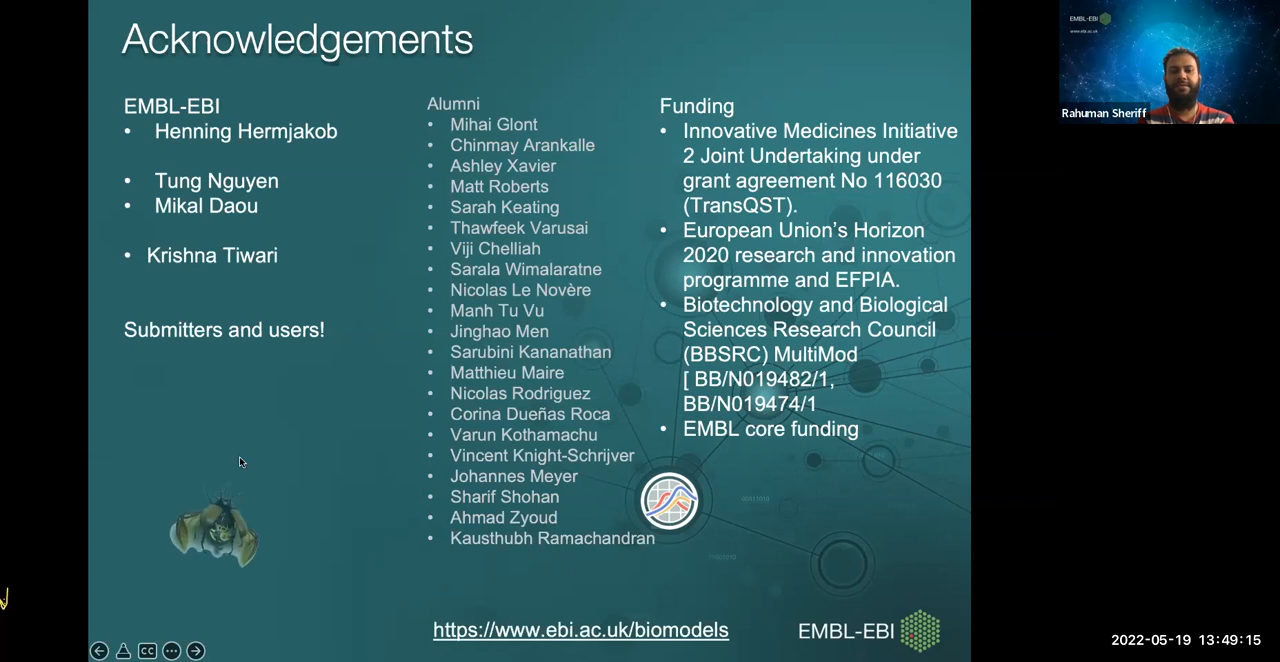 Acknowledgements
EMBL-EBI
• Henning Hermjakob
• Tung Nguyen
• Mikal Daou
• Krishna Tiwari
Submitters and users!
Alumni
• Mihai Glont
• Chinmay Arankalle
• Ashley Xavier
• Matt Roberts
• Sarah Keating
• Thawfeek Varusai
• Viji Chelliah
• Sarala Wimalaratne
• Nicolas Le Novère
• Manh Tu Vu
• Jinghao Men
• Sarubini Kananathan
• Matthieu Maire
• Nicolas Rodriguez
• Corina Dueñas Roca
• Varun Kothamachu
• Vincent Knight-Schrijver
• Johannes Meyer
• Sharif Shohan
• Ahmad Zyoud
• Kausthubh Ramachandran
Funding
• Innovative Medicines Initiative
2 Joint Undertaking under
grant agreement No 116030
(TransQST).
• European Union's Horizon
2020 research and innovation
programme and EFPIA.
• Biotechnology and Biological
Sciences Research Council
(BBSRC) MultiMod
[ BB/N019482/1,
BB/N019474/1
• EMBL core funding
https://www.ebi.ac.uk/biomodels
EMBL-EBI
CC
EMBL-EBI
www.ebi.ac.uk
Rahuman Sheriff
2022-05-19 13:49:15